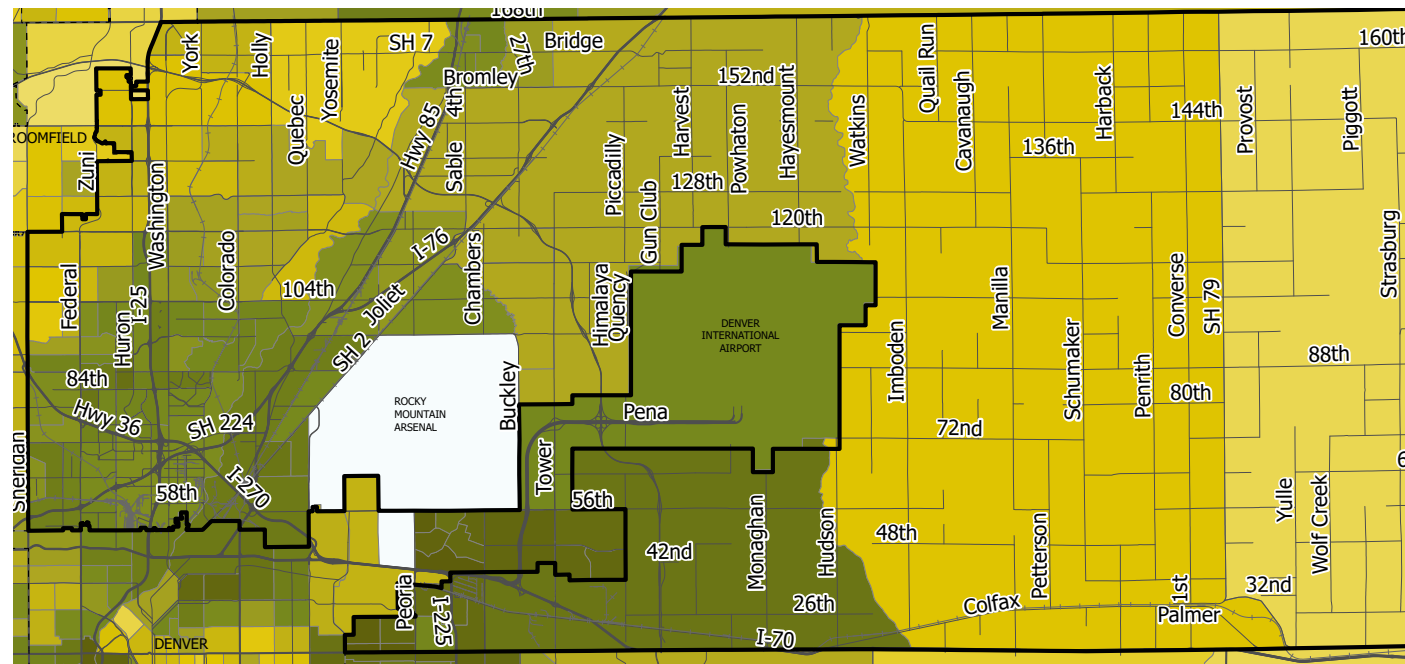 168th
160th
York
Holly
Yosemite
SH 7
27th
Bridge
Bromley
152nd
Quail Run
Quebec
Hwy 85
4th
Harvest
Powhaton
Hayesmount
Watkins
Cavanaugh
Harback
144th
Provost
Piggott
ROOMFIELD
Zuni
Washington
Sable
Piccadilly
136th
128th
Gun Club
120th
Colorado
I-76
Chambers
Strasburg
Federal
I-25
Huron
104th
Joliet
SH 2
Himalaya
Quency
DENVER
INTERNATIONAL
AIRPORT
Manilla
Converse
SH 79
Imboden
Schumaker
88th
84th
Penrith
80th
Hwy 36
SH 224
ROCKY
MOUNTAIN
ARSENAL
Buckley
Pena
72nd
Sheridan
I-270
58th
Tower
56th
6
Yulle
Wolf Creek
42nd
Monaghan
Hudson
48th
Petterson
32nd
Peoria
I-225
26th
Colfax
1st
Palmer
I-70
DENVER